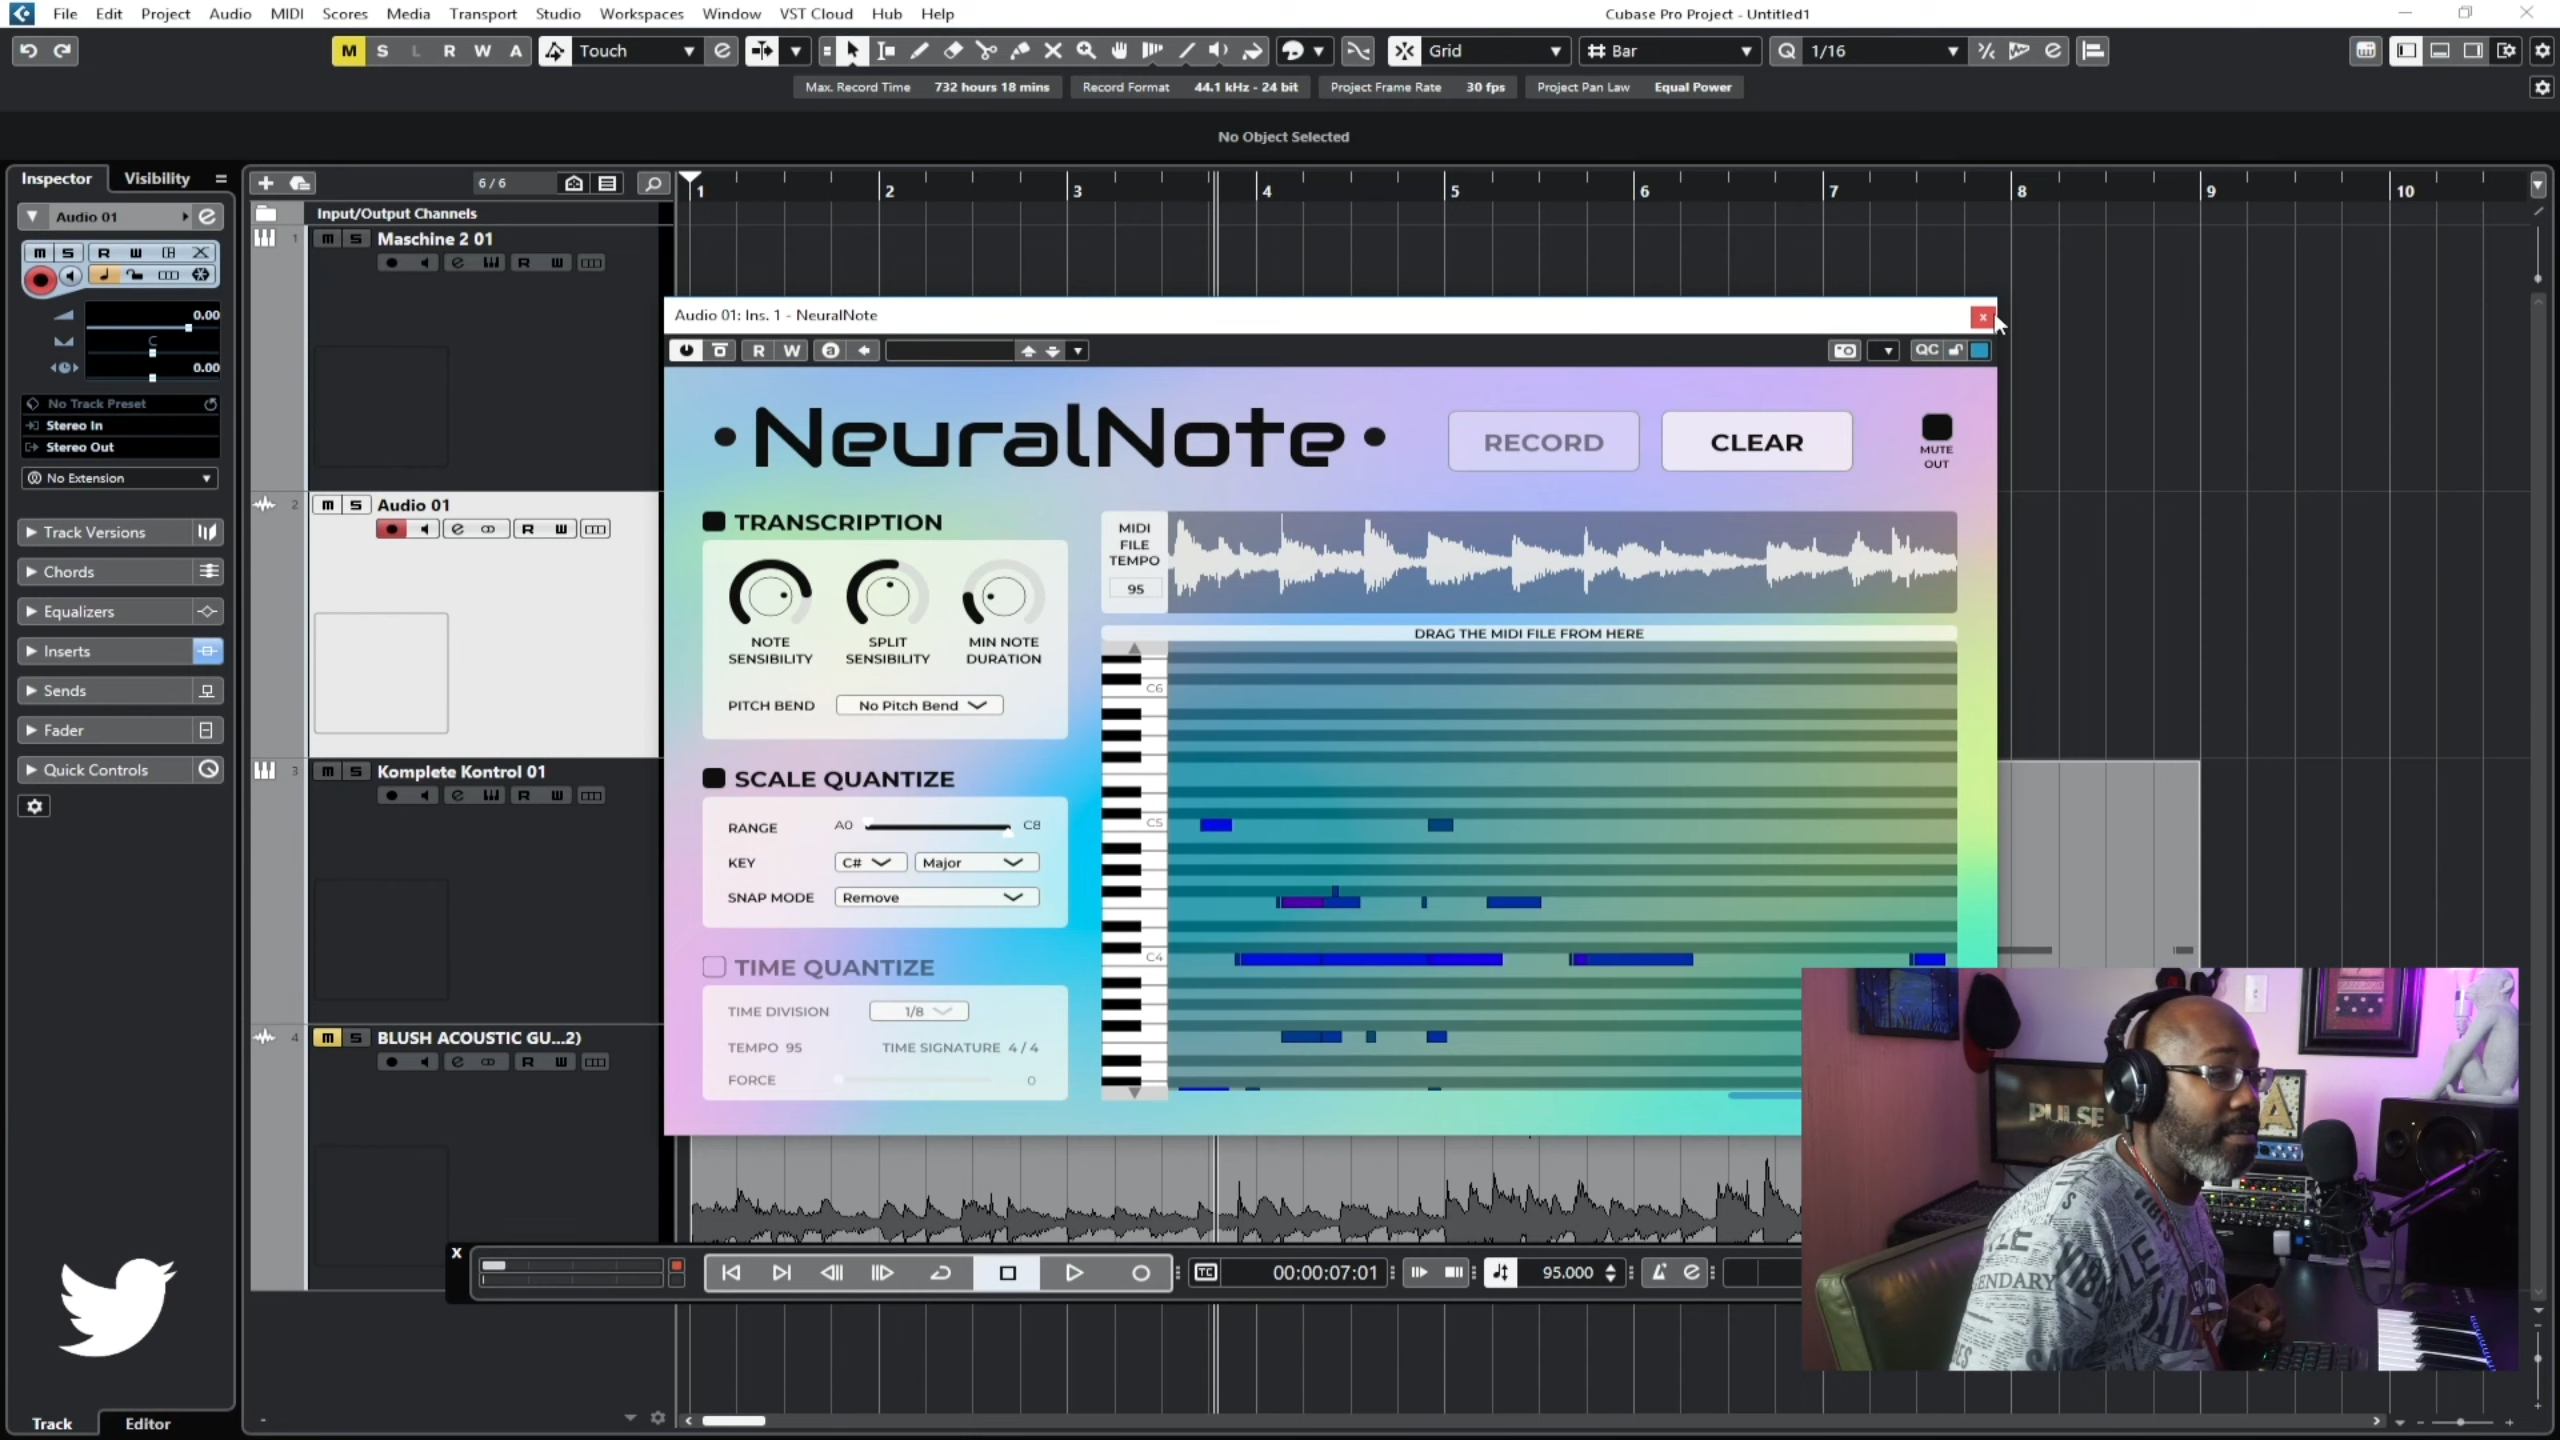 File Edit Project Audio MIDI Scores Media Transport Studio Workspaces Window VST Cloud Hub Help
Cubase Pro Project - Untitled1
M S L R W A Touch Grid Bar Q 1/16
Max. Record Time 732 hours 18 mins Record Format 44.1 kHz - 24 bit Project Frame Rate 30 fps Project Pan Law Equal Power
No Object Selected
Inspector Visibility
6 / 6
1 2 3 4 5 6 7 8 9 10
Audio 01
m S R W
0.00
C
0.00
No Track Preset
Stereo In
Stereo Out
No Extension
Track Versions
Chords
Equalizers
Inserts
Sends
Fader
Quick Controls
Track Editor
Input/Output Channels
1 m S Maschine 2 01
R W
2 m S Audio 01
R W
3 m S Komplete Kontrol 01
R W
4 m S BLUSH ACOUSTIC GU...2)
R W
Audio 01: Ins. 1 - NeuralNote
x
R W QC
• NeuralNote •
RECORD CLEAR
MUTE
OUT
TRANSCRIPTION
NOTE
SENSIBILITY
SPLIT
SENSIBILITY
MIN NOTE
DURATION
PITCH BEND No Pitch Bend
SCALE QUANTIZE
RANGE A0 C8
KEY C# Major
SNAP MODE Remove
TIME QUANTIZE
TIME DIVISION 1/8
TEMPO 95 TIME SIGNATURE 4 / 4
FORCE 0
MIDI
FILE
TEMPO
95
DRAG THE MIDI FILE FROM HERE
C6
C5
C4
X
00:00:07:01
95.000
PULSE
ENDARY
VIBE